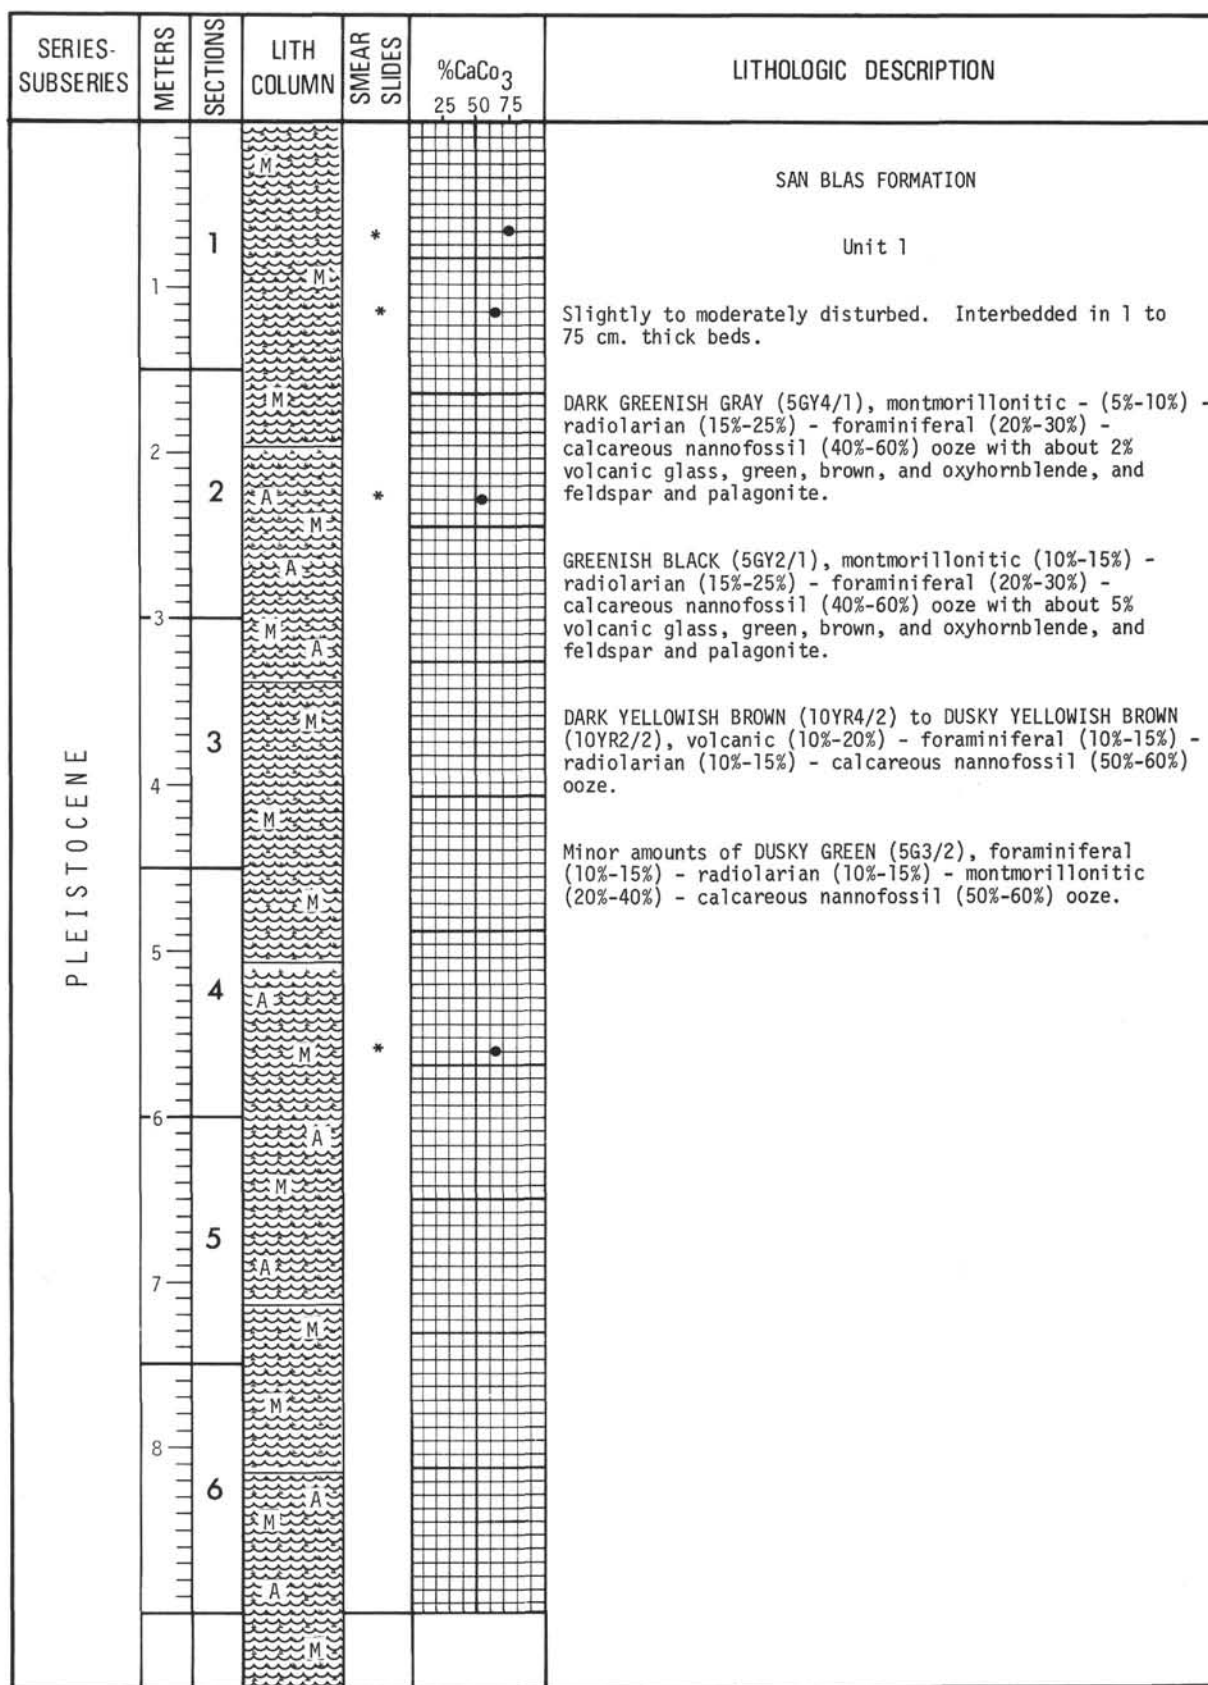 SERIES-
SUBSERIES
METERS
SECTIONS
LITH
COLUMN
SMEAR
SLIDES
%CaCo3
25 50 75
LITHOLOGIC DESCRIPTION
PLEISTOCENE
1
2
3
4
5
6
7
8
1
2
3
4
5
6
M
M
M
A
M
A
M
A
M
M
M
A
M
A
M
A
M
M
A
M
A
M
*
*
*
*
SAN BLAS FORMATION
Unit 1
Slightly to moderately disturbed. Interbedded in 1 to
75 cm. thick beds.
DARK GREENISH GRAY (5GY4/1), montmorillonitic - (5%-10%) -
radiolarian (15%-25%) - foraminiferal (20%-30%) -
calcareous nannofossil (40%-60%) ooze with about 2%
volcanic glass, green, brown, and oxyhornblende, and
feldspar and palagonite.
GREENISH BLACK (5GY2/1), montmorillonitic (10%-15%) -
radiolarian (15%-25%) - foraminiferal (20%-30%) -
calcareous nannofossil (40%-60%) ooze with about 5%
volcanic glass, green, brown, and oxyhornblende, and
feldspar and palagonite.
DARK YELLOWISH BROWN (10YR4/2) to DUSKY YELLOWISH BROWN
(10YR2/2), volcanic (10%-20%) - foraminiferal (10%-15%) -
radiolarian (10%-15%) - calcareous nannofossil (50%-60%)
ooze.
Minor amounts of DUSKY GREEN (5G3/2), foraminiferal
(10%-15%) - radiolarian (10%-15%) - montmorillonitic
(20%-40%) - calcareous nannofossil (50%-60%) ooze.